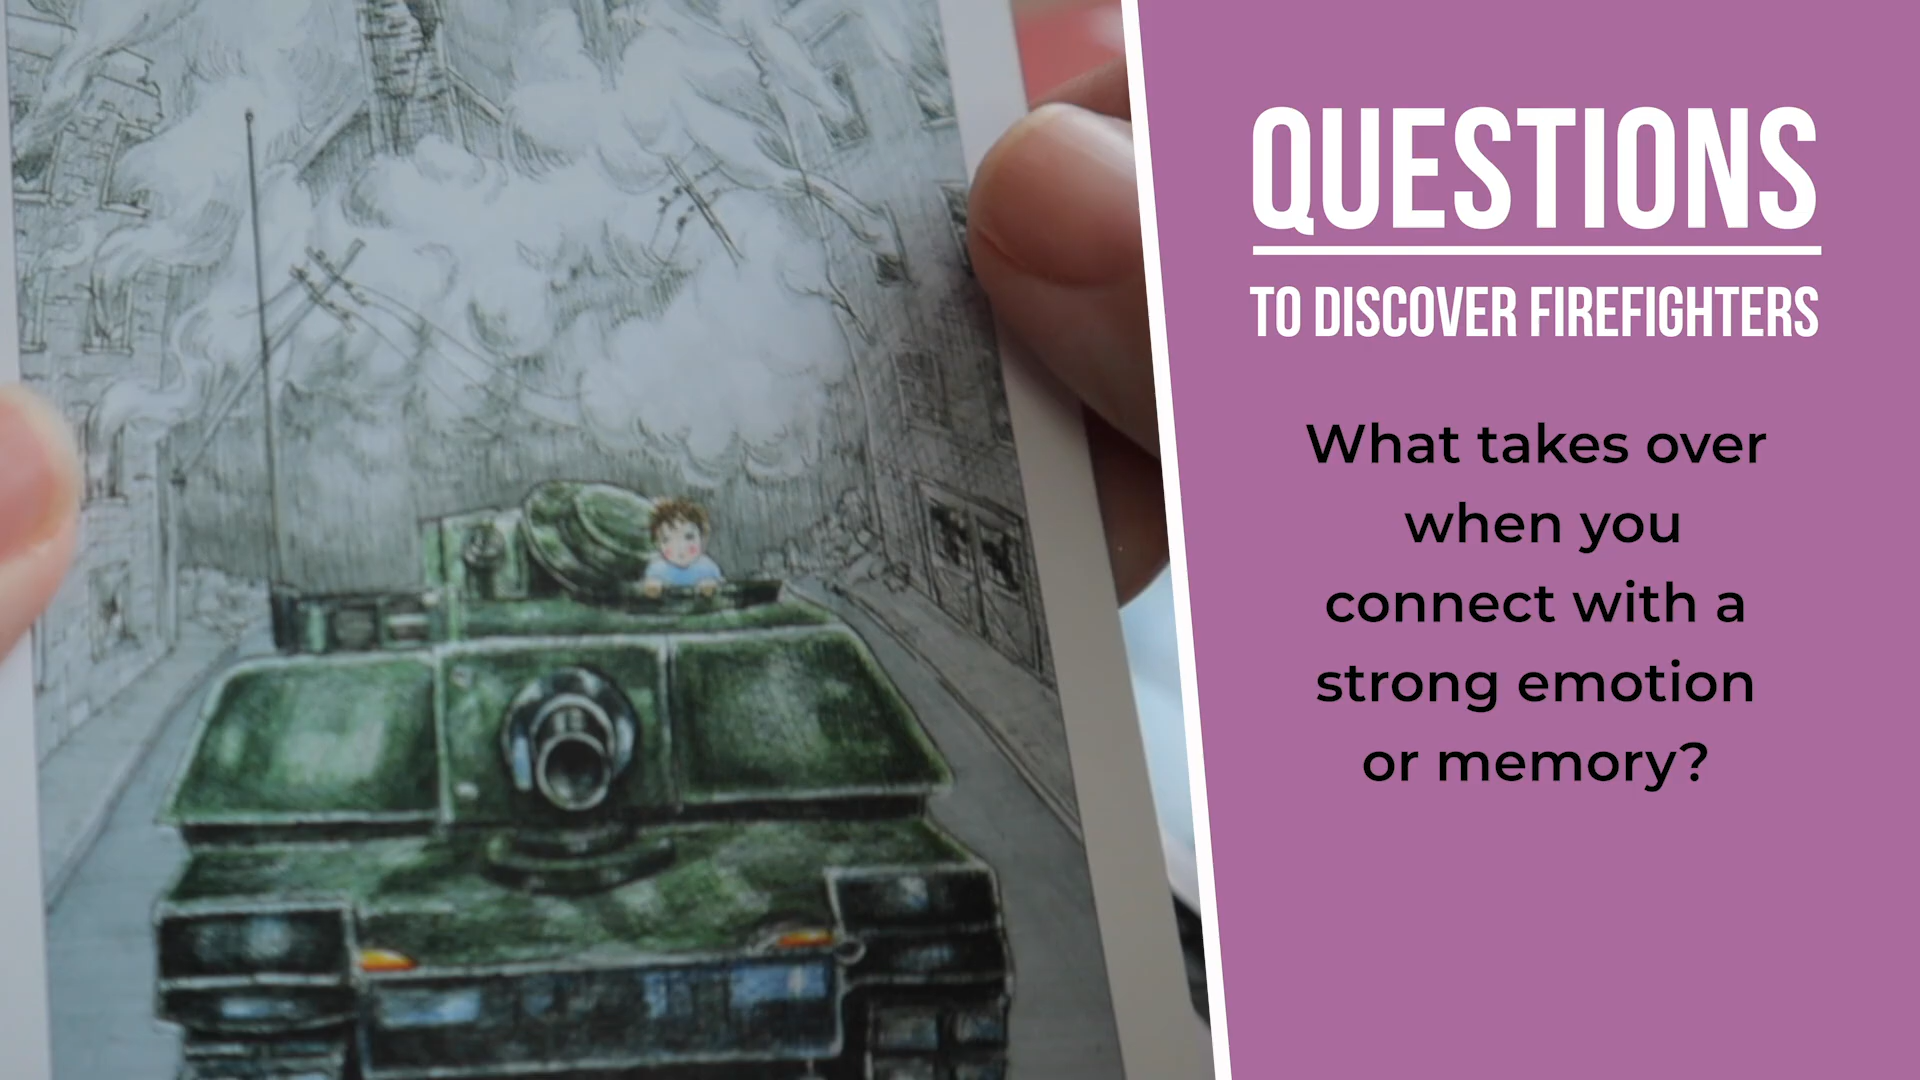 QUESTIONS
TO DISCOVER FIREFIGHTERS
What takes over
when you
connect with a
strong emotion
or memory?